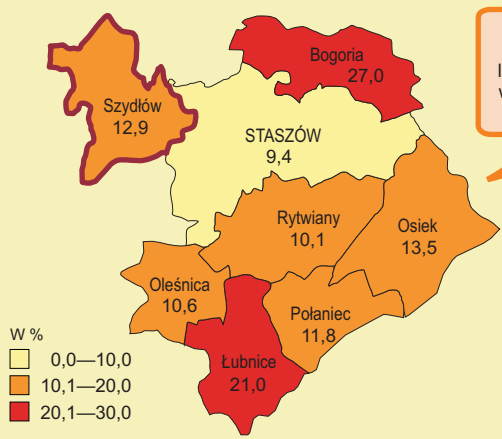 Bogoria
27,0
Szydłów
12,9
STASZÓW
9,4
Rytwiany
10,1
Osiek
13,5
Oleśnica
10,6
Połaniec
11,8
Łubnice
21,0
W %
0,0—10,0
10,1—20,0
20,1—30,0